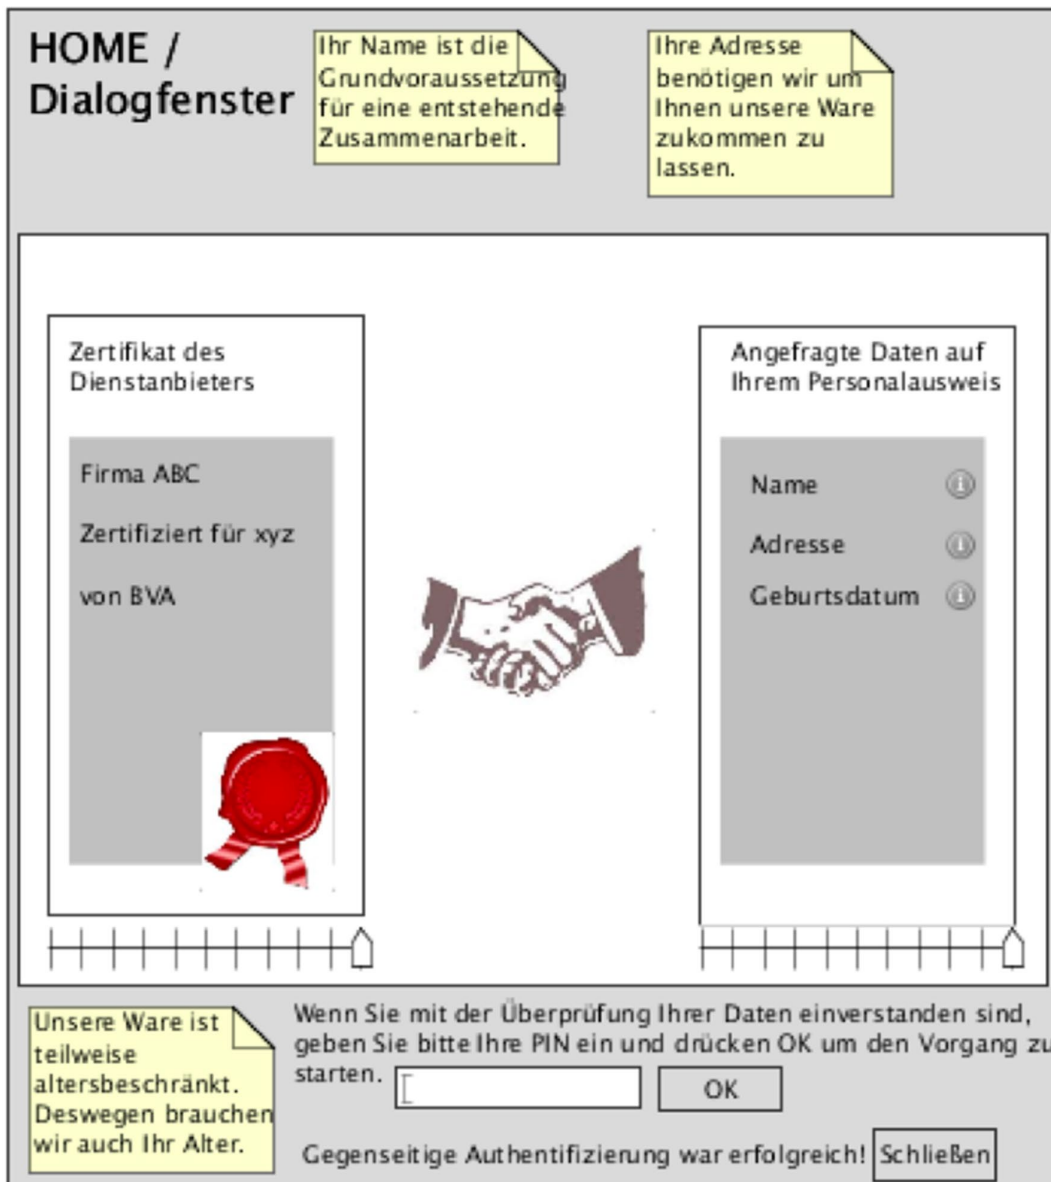 HOME /
Dialogfenster
Ihr Name ist die
Grundvoraussetzung
für eine entstehende
Zusammenarbeit.
Ihre Adresse
benötigen wir um
Ihnen unsere Ware
zukommen zu
lassen.
Zertifikat des
Dienstanbieters
Firma ABC
Zertifiziert für xyz
von BVA
Angefragte Daten auf
Ihrem Personalausweis
Name
Adresse
Geburtsdatum
Unsere Ware ist
teilweise
altersbeschränkt.
Deswegen brauchen
wir auch Ihr Alter.
Wenn Sie mit der Überprüfung Ihrer Daten einverstanden sind,
geben Sie bitte Ihre PIN ein und drücken OK um den Vorgang zu
starten.
OK
Gegenseitige Authentifizierung war erfolgreich!
Schließen